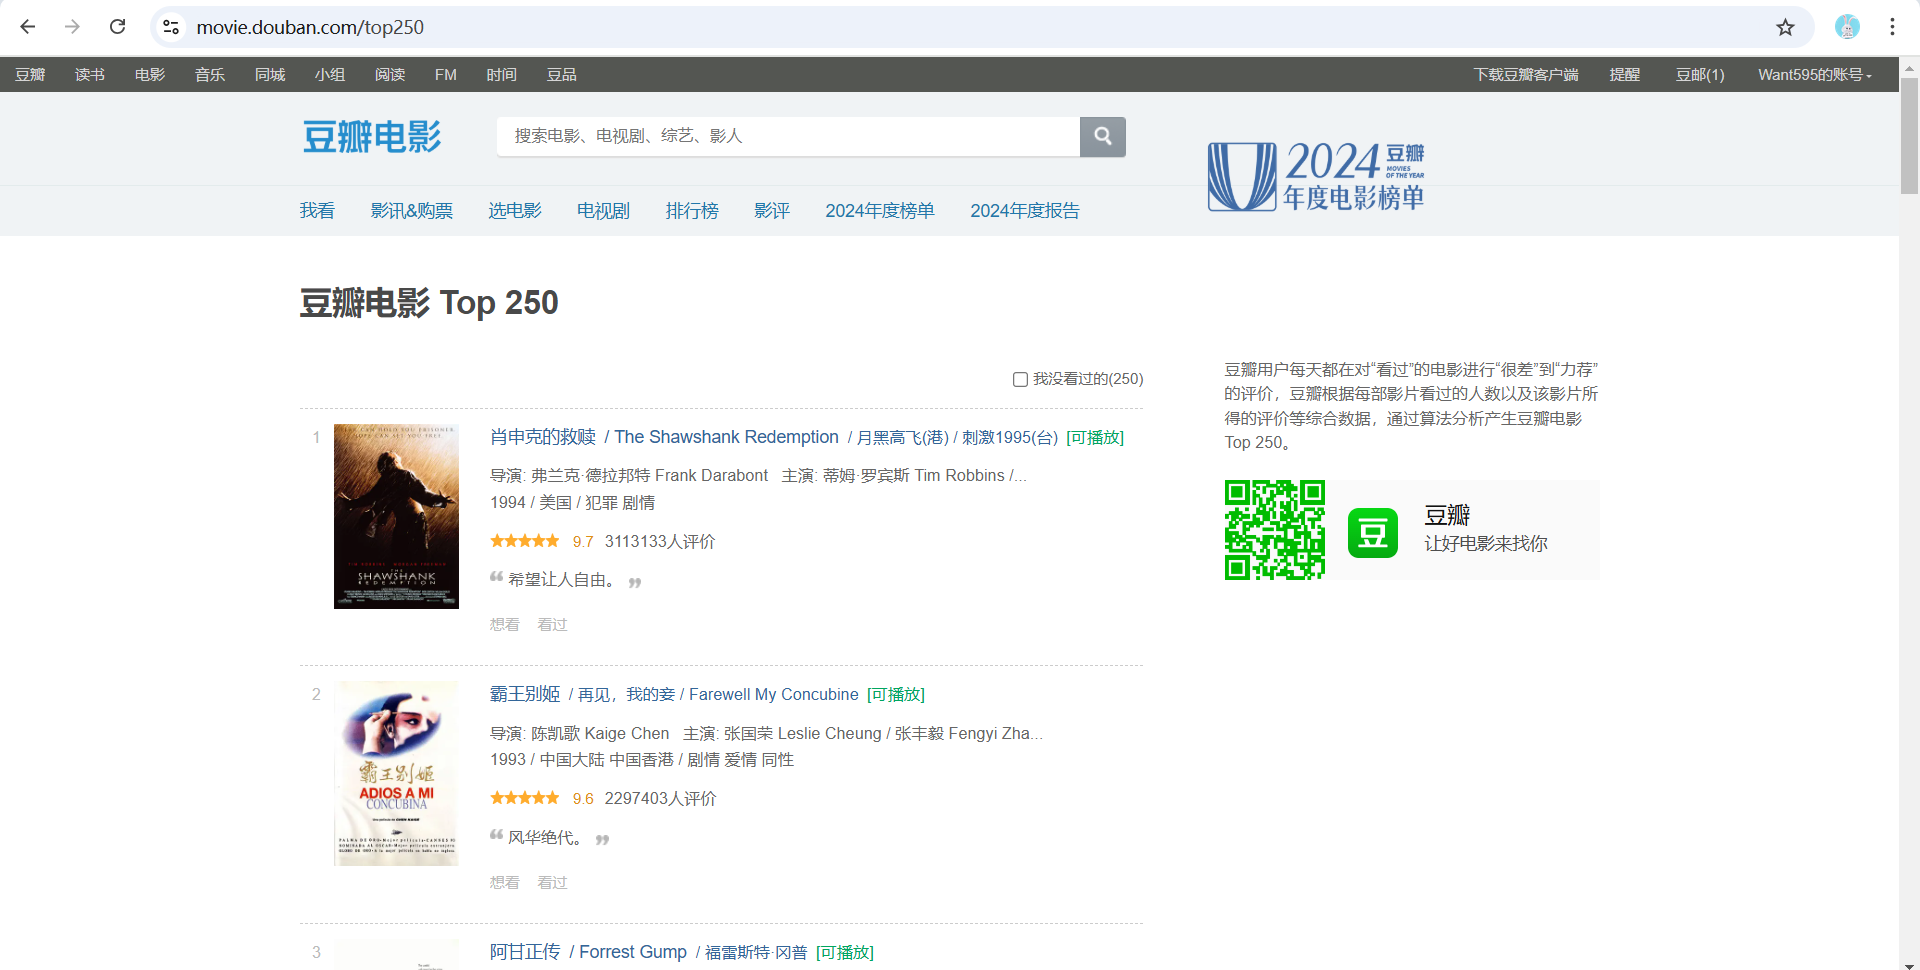 movie.douban.com/top250
豆瓣 读书 电影 音乐 同城 小组 阅读 FM 时间 豆品 下载豆瓣客户端 提醒 豆邮(1) Want595的账号
豆瓣电影
搜索电影、电视剧、综艺、影人
2024 豆瓣
MOVIES
OF THE YEAR
年度电影榜单
我看 影讯&购票 选电影 电视剧 排行榜 影评 2024年度榜单 2024年度报告
豆瓣电影 Top 250
我没看过的(250)
1
肖申克的救赎 / The Shawshank Redemption / 月黑高飞(港) / 刺激1995(台) [可播放]
导演: 弗兰克·德拉邦特 Frank Darabont 主演: 蒂姆·罗宾斯 Tim Robbins /...
1994 / 美国 / 犯罪 剧情
9.7 3113133人评价
“ 希望让人自由。 ”
想看 看过
THE
SHAWSHANK
REDEMPTION
2
霸王别姬 / 再见，我的妾 / Farewell My Concubine [可播放]
导演: 陈凯歌 Kaige Chen 主演: 张国荣 Leslie Cheung / 张丰毅 Fengyi Zha...
1993 / 中国大陆 中国香港 / 剧情 爱情 同性
9.6 2297403人评价
“ 风华绝代。 ”
想看 看过
霸王别姬
ADIOS A MI
CONCUBINA
3
阿甘正传 / Forrest Gump / 福雷斯特·冈普 [可播放]
豆瓣用户每天都在对“看过”的电影进行“很差”到“力荐”
的评价，豆瓣根据每部影片看过的人数以及该影片所
得的评价等综合数据，通过算法分析产生豆瓣电影
Top 250。
豆
豆瓣
让好电影来找你